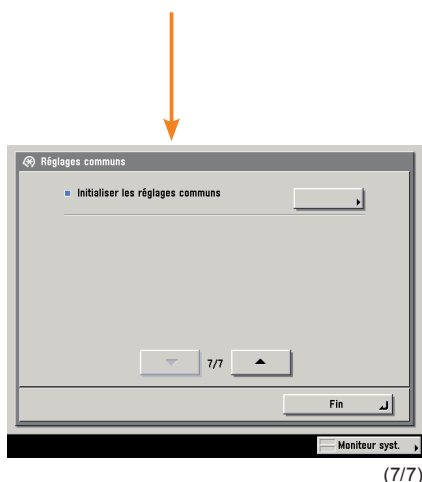 Réglages communs
Initialiser les réglages communs
7/7
Fin
Moniteur syst.
(7/7)